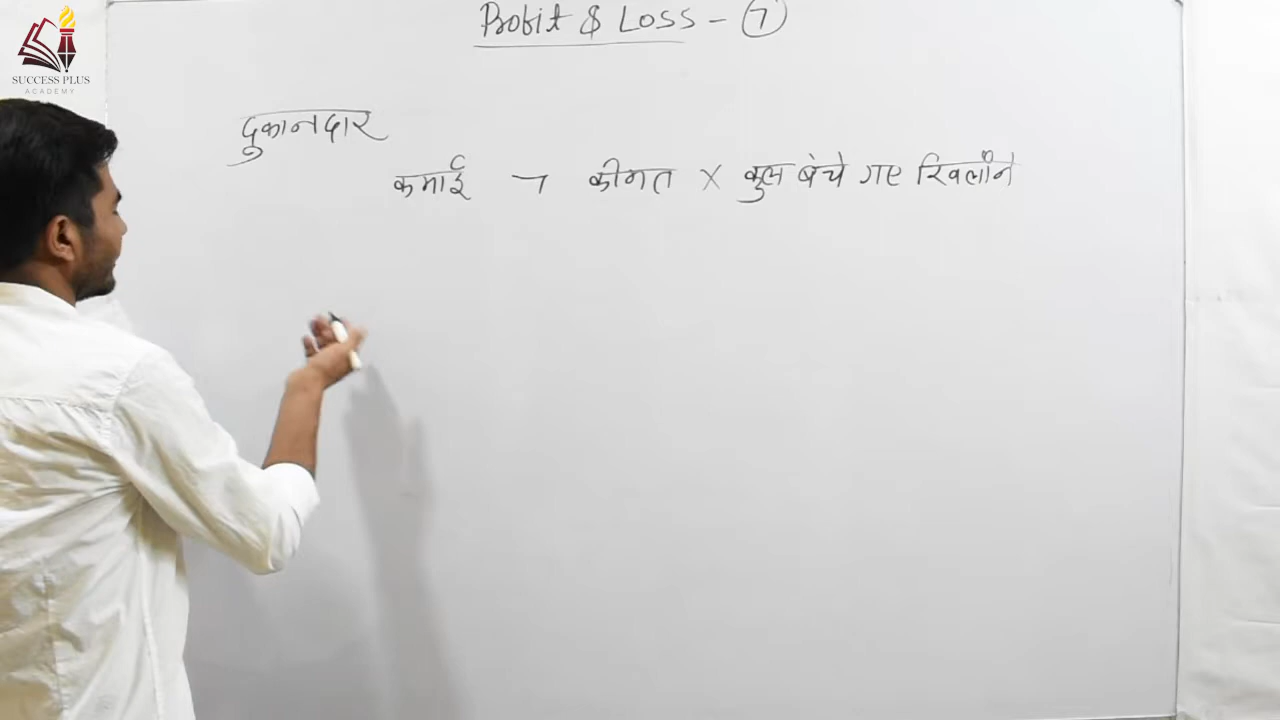 SUCCESS PLUS
ACADEMY
Profit & Loss - 7
दुकानदार
कमाई → कीमत × कुल बेचे गए खिलौने